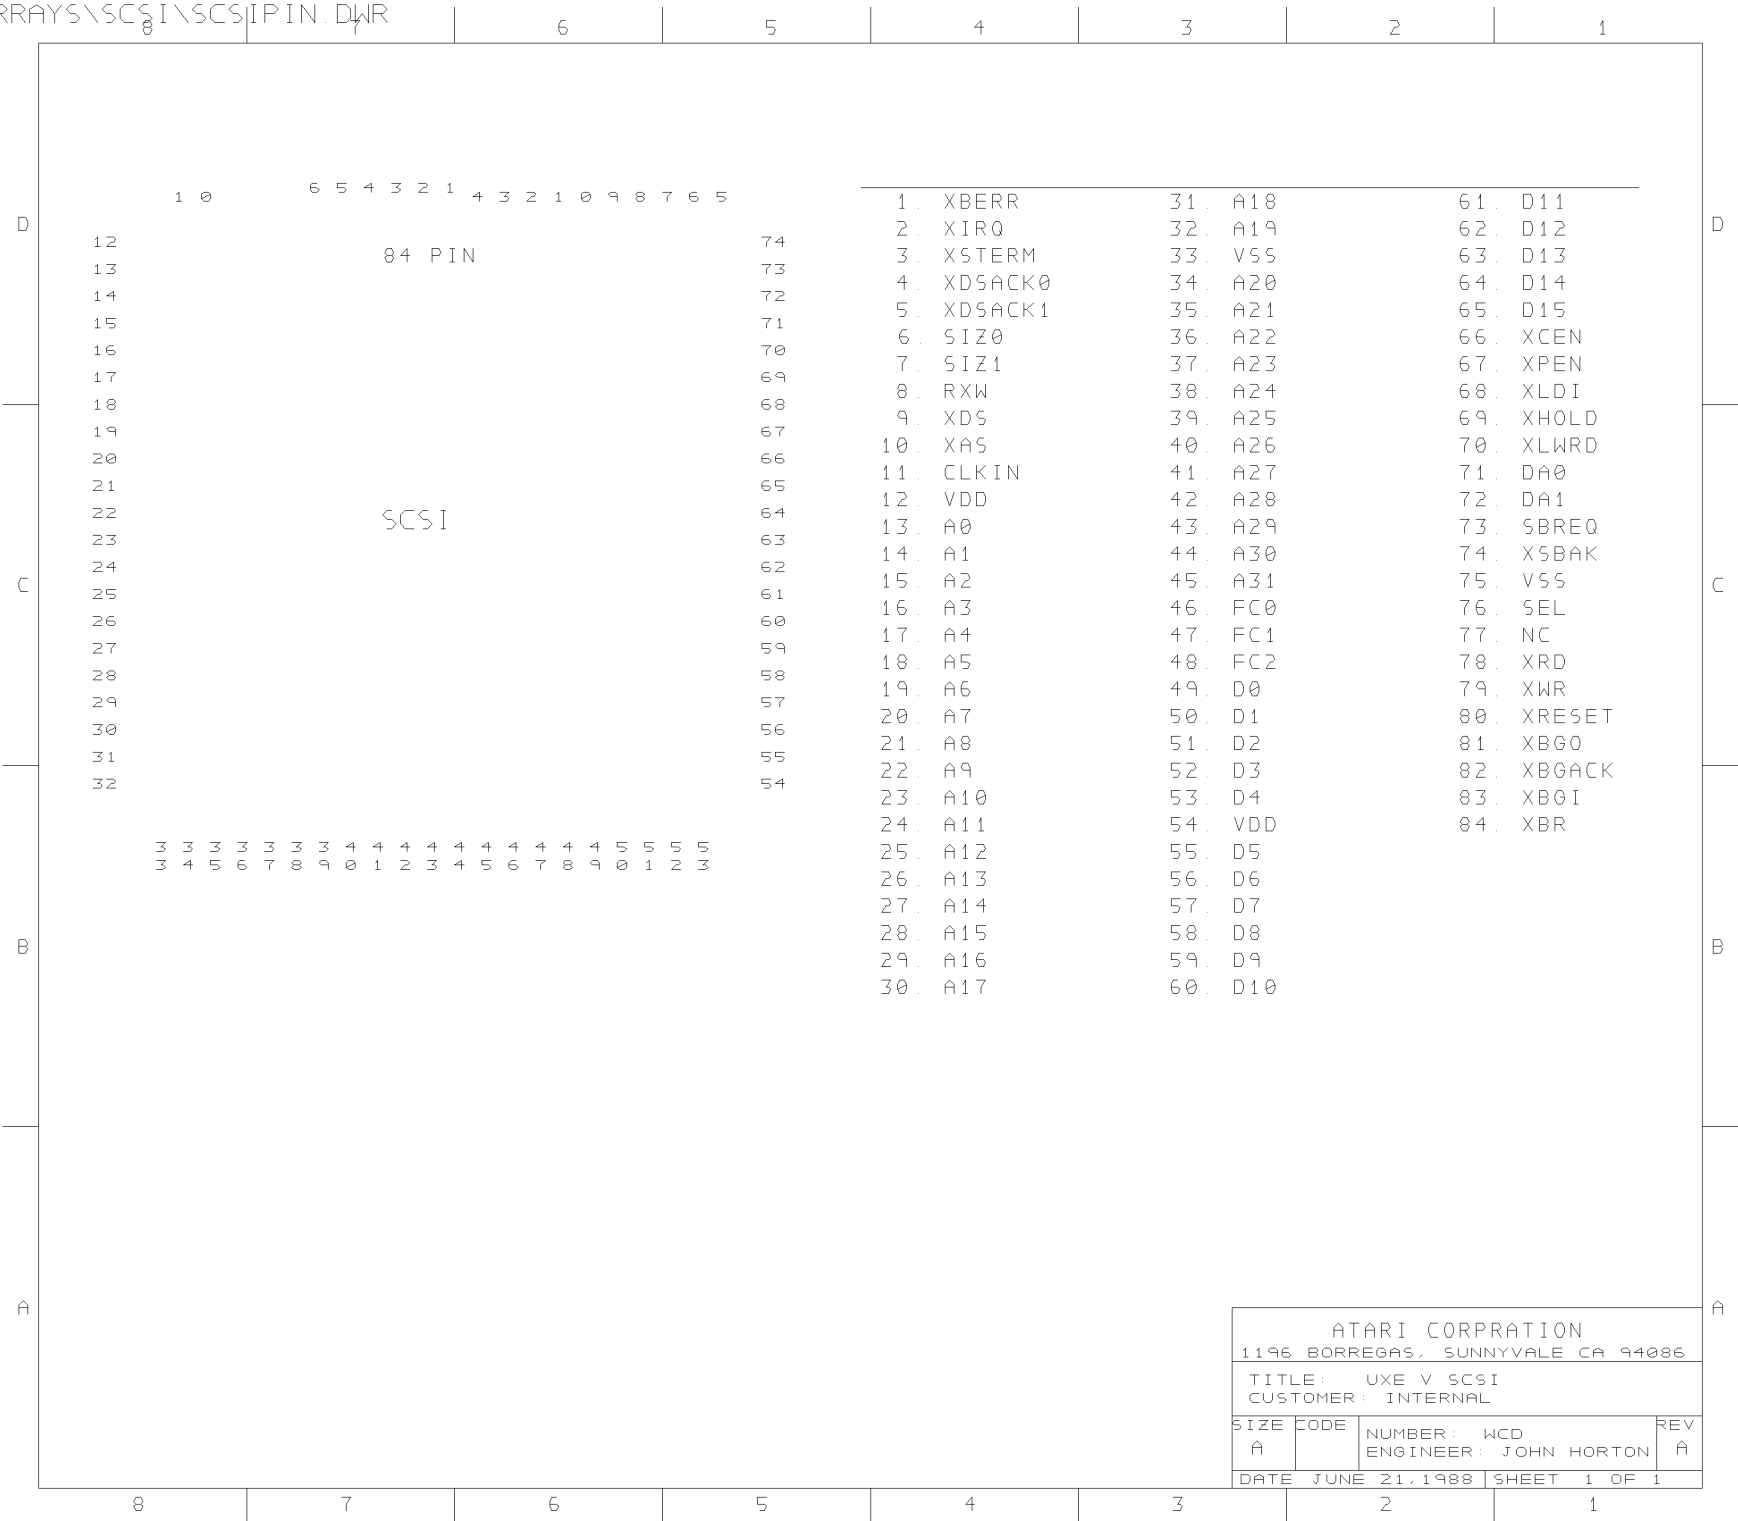 RRAYS\SCSI\SCSIPIN.DWR
8 7 6 5 4 3 2 1
6 5 4 3 2 1
1 0 4 3 2 1 0 9 8 7 6 5
84 PIN
SCSI
12 74
13 73
14 72
15 71
16 70
17 69
18 68
19 67
20 66
21 65
22 64
23 63
24 62
25 61
26 60
27 59
28 58
29 57
30 56
31 55
32 54
3 3 3 3 3 3 3 4 4 4 4 4 4 4 4 4 4 5 5 5 5
3 4 5 6 7 8 9 0 1 2 3 4 5 6 7 8 9 0 1 2 3
1. XBERR 31. A18 61. D11
2. XIRQ 32. A19 62. D12
3. XSTERM 33. VSS 63. D13
4. XDSACK0 34. A20 64. D14
5. XDSACK1 35. A21 65. D15
6. SIZ0 36. A22 66. XCEN
7. SIZ1 37. A23 67. XPEN
8. RXW 38. A24 68. XLDI
9. XDS 39. A25 69. XHOLD
10. XAS 40. A26 70. XLWRD
11. CLKIN 41. A27 71. DA0
12. VDD 42. A28 72. DA1
13. A0 43. A29 73. SBREQ
14. A1 44. A30 74. XSBAK
15. A2 45. A31 75. VSS
16. A3 46. FC0 76. SEL
17. A4 47. FC1 77. NC
18. A5 48. FC2 78. XRD
19. A6 49. D0 79. XWR
20. A7 50. D1 80. XRESET
21. A8 51. D2 81. XBGO
22. A9 52. D3 82. XBGACK
23. A10 53. D4 83. XBGI
24. A11 54. VDD 84. XBR
25. A12 55. D5
26. A13 56. D6
27. A14 57. D7
28. A15 58. D8
29. A16 59. D9
30. A17 60. D10
D D
C C
B B
A A
ATARI CORPRATION
1196 BORREGAS, SUNNYVALE CA 94086
TITLE: UXE V SCSI
CUSTOMER: INTERNAL
SIZE CODE REV
A NUMBER: WCD A
ENGINEER: JOHN HORTON
DATE JUNE 21,1988 SHEET 1 OF 1
8 7 6 5 4 3 2 1